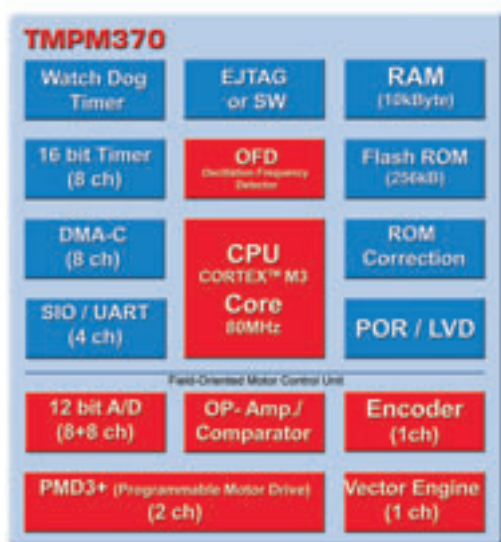 TMPM370
Watch Dog
Timer
EJTAG
or SW
RAM
(10kByte)
16 bit Timer
(8 ch)
OFD
Oscillation Frequency
Detector
Flash ROM
(256kB)
DMA-C
(8 ch)
CPU
CORTEX™ M3
Core
80MHz
ROM
Correction
SIO / UART
(4 ch)
POR / LVD
Field-Oriented Motor Control Unit
12 bit A/D
(8+8 ch)
OP- Amp./
Comparator
Encoder
(1ch)
PMD3+ (Programmable Motor Drive)
(2 ch)
Vector Engine
(1 ch)